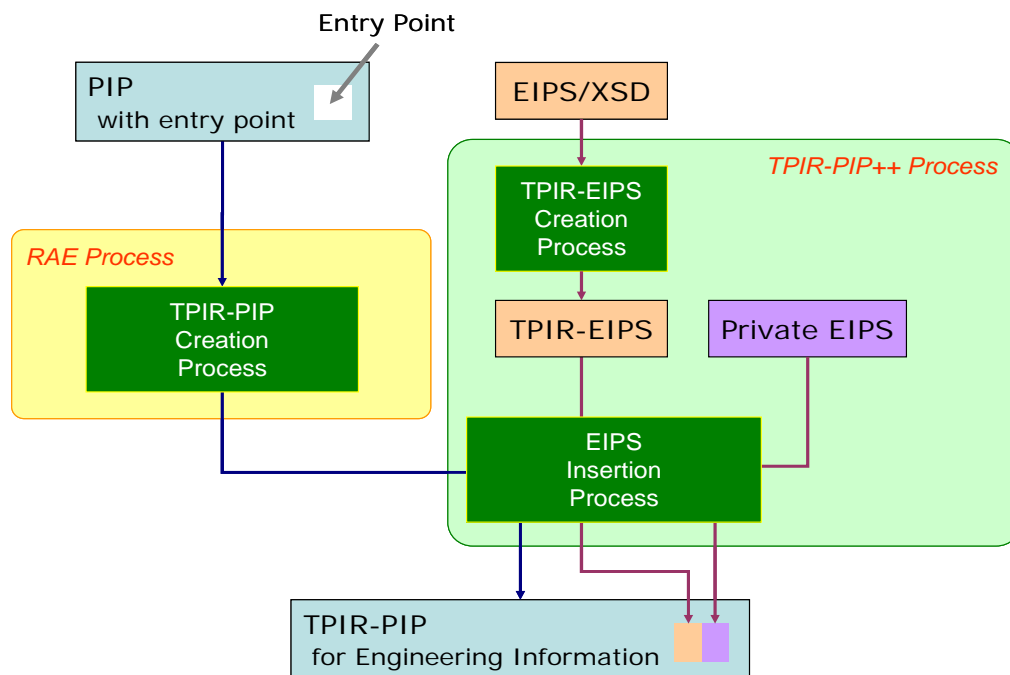 Entry Point
PIP
with entry point
EIPS/XSD
TPIR-PIP++ Process
TPIR-EIPS
Creation
Process
RAE Process
TPIR-PIP
Creation
Process
TPIR-EIPS
Private EIPS
EIPS
Insertion
Process
TPIR-PIP
for Engineering Information